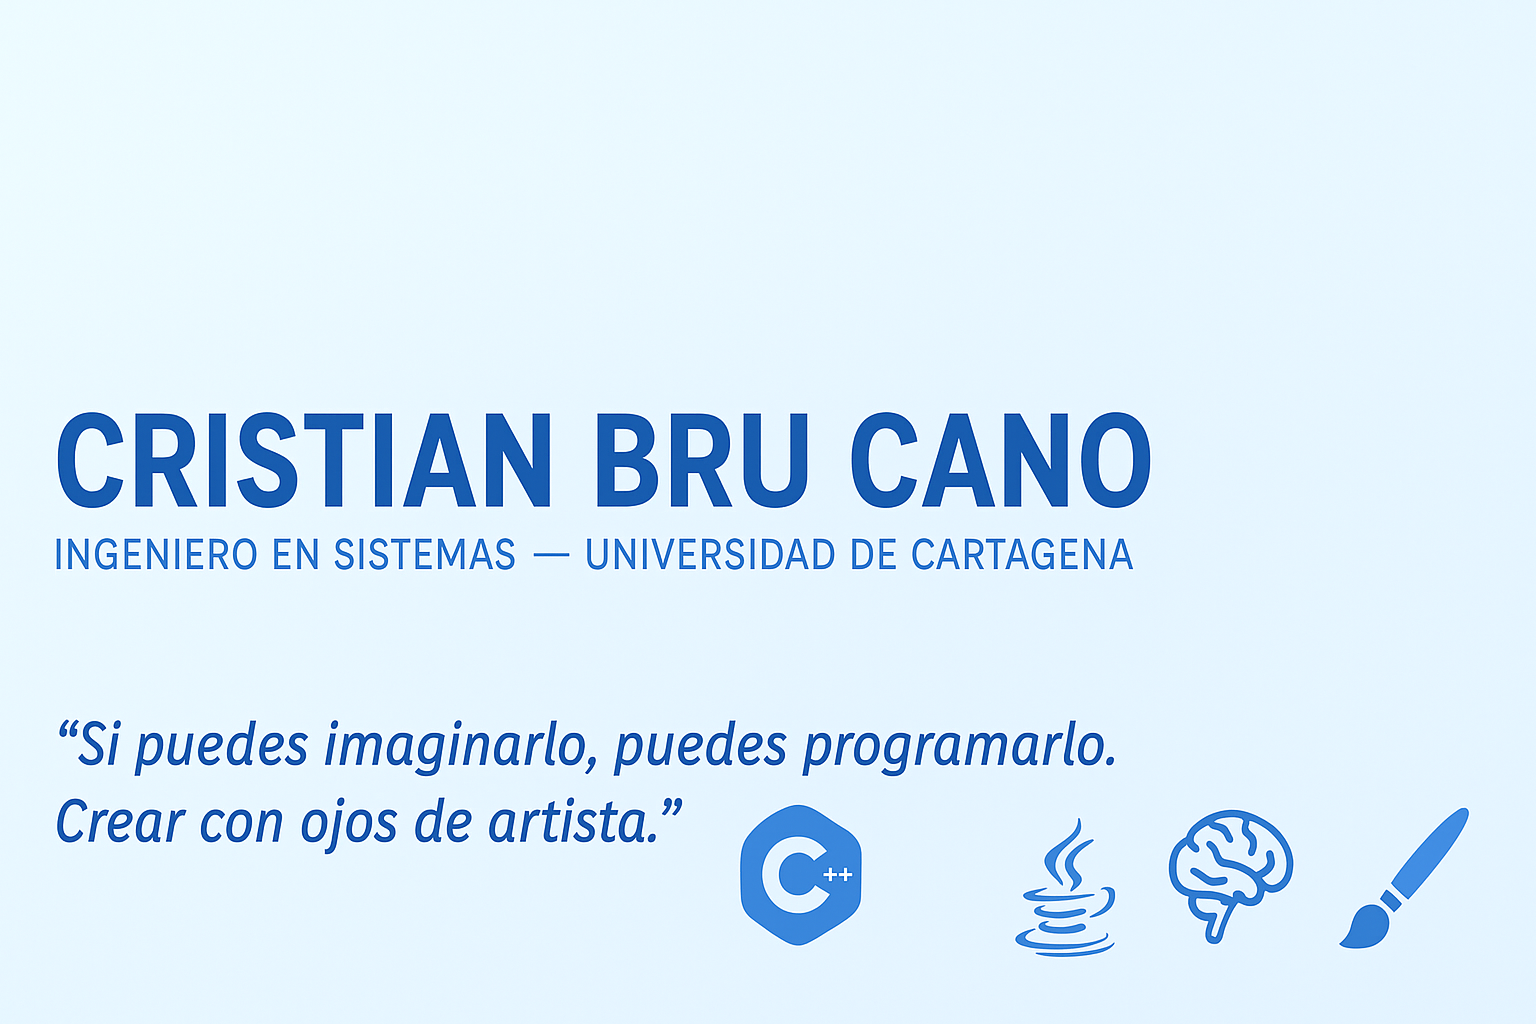 CRISTIAN BRU CANO
INGENIERO EN SISTEMAS — UNIVERSIDAD DE CARTAGENA
“Si puedes imaginarlo, puedes programarlo.
Crear con ojos de artista.”
C++